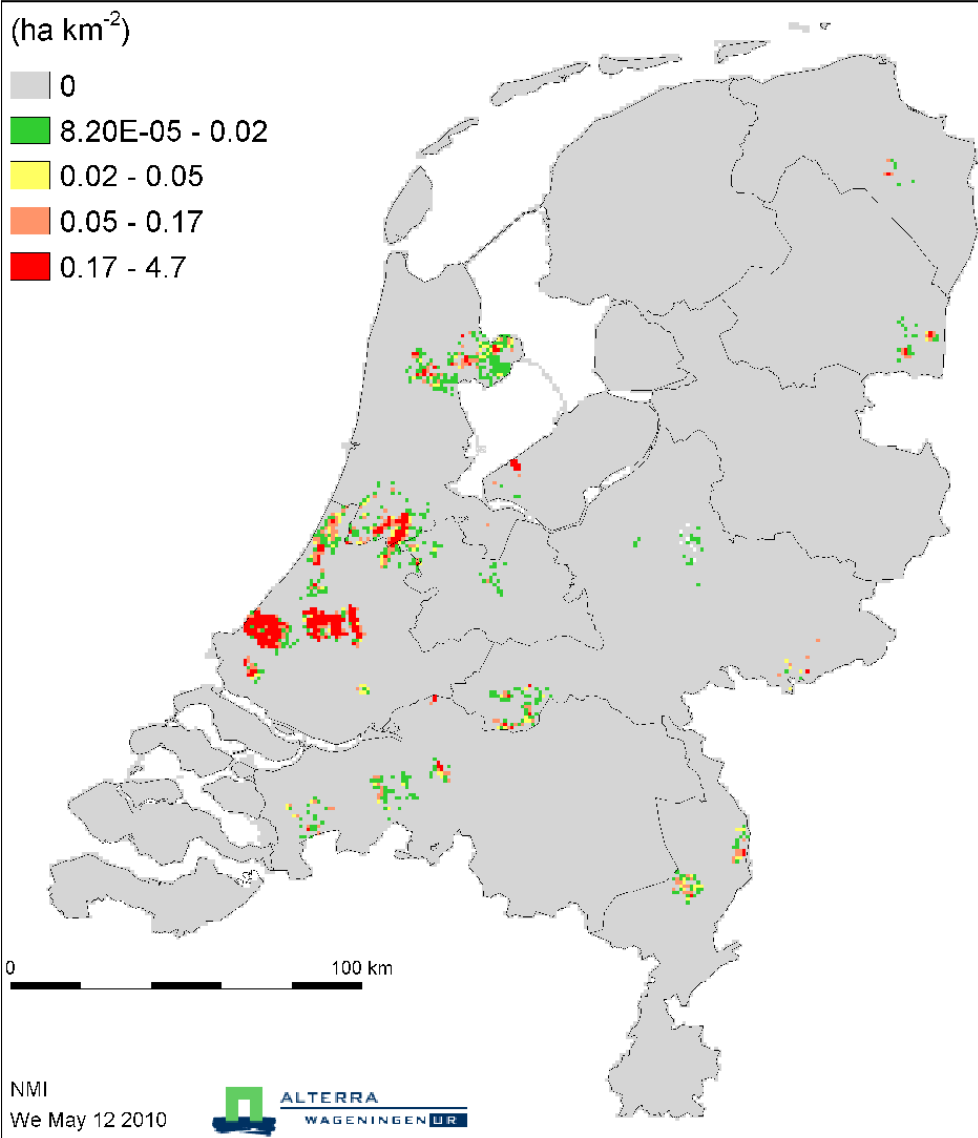 (ha km-2)
0
8.20E-05 - 0.02
0.02 - 0.05
0.05 - 0.17
0.17 - 4.7
0 100 km
NMI
We May 12 2010
ALTERRA
WAGENINGEN UR